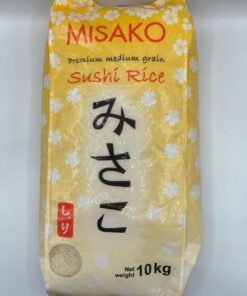 MISAKO
Premium medium grain
Sushi Rice
みさこ
しり
Net weight 10kg